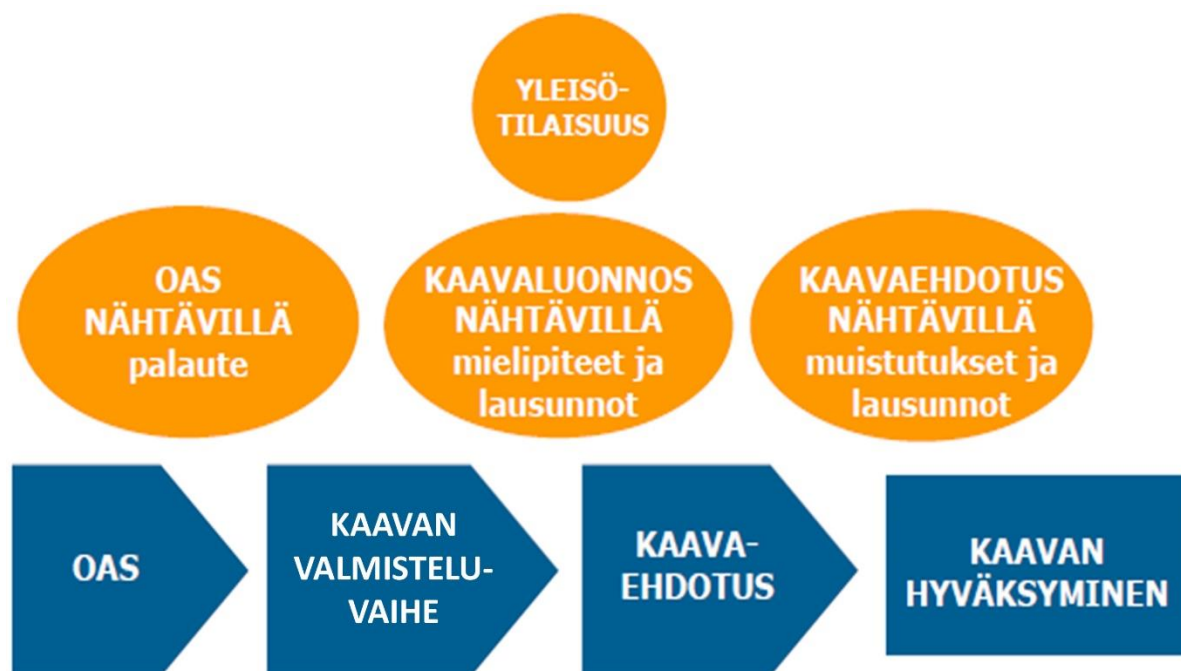 YLEISÖ-
TILAISUUS
OAS
NÄHTÄVILLÄ
palaute
KAAVALUONNOS
NÄHTÄVILLÄ
mielipiteet ja
lausunnot
KAAVAEHDOTUS
NÄHTÄVILLÄ
muistutukset ja
lausunnot
OAS
KAAVAN
VALMISTELU-
VAIHE
KAAVA-
EHDOTUS
KAAVAN
HYVÄKSYMINEN